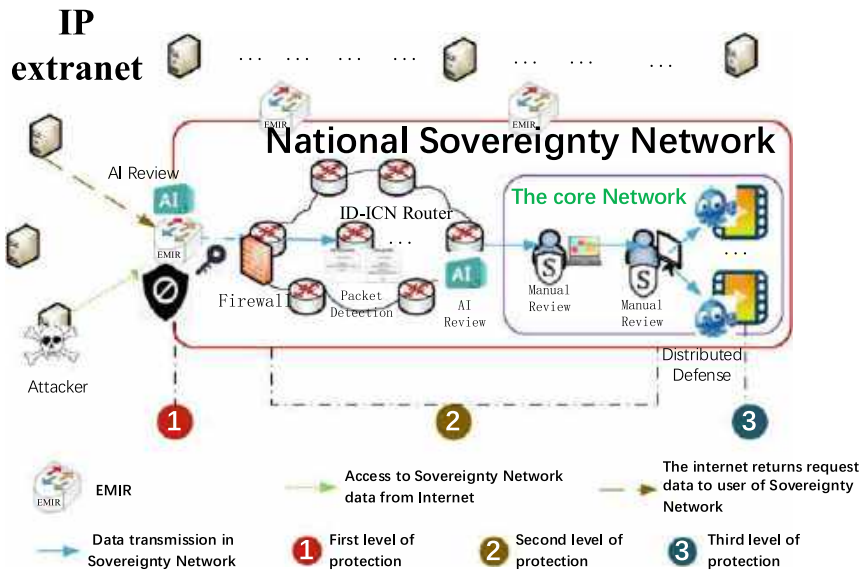 IP
extranet
... ... ... ... ... ... ...
EMIR
EMIR
National Sovereignty Network
AI Review
AI
The core Network
ID-ICN Router
...
EMIR
AI
S
S
...
Firewall
Packet
Detection
AI
Review
Manual
Review
Manual
Review
Distributed
Defense
Attacker
1
2
3
EMIR
EMIR
Access to Sovereignty Network
data from Internet
The internet returns request
data to user of Sovereignty
Network
Data transmission in
Sovereignty Network
1
First level of
protection
2
Second level of
protection
3
Third level of
protection